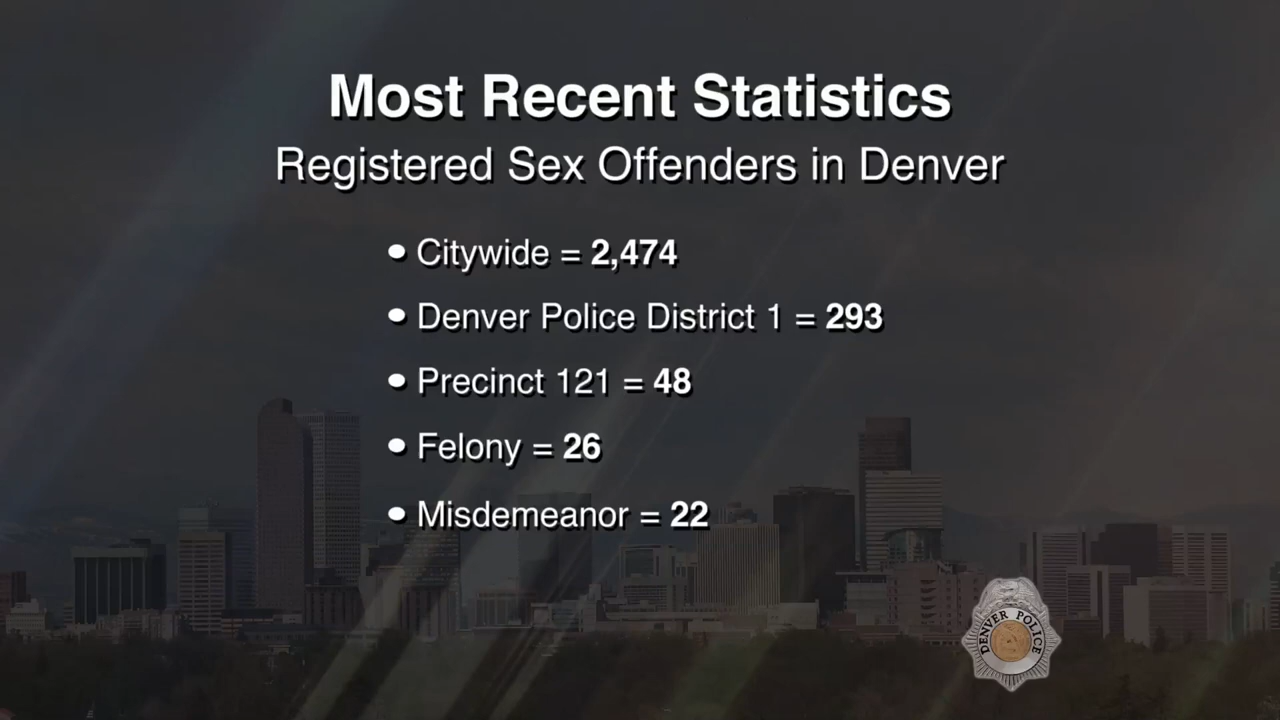 Most Recent Statistics
Registered Sex Offenders in Denver
• Citywide = 2,474
• Denver Police District 1 = 293
• Precinct 121 = 48
• Felony = 26
• Misdemeanor = 22
DENVER POLICE